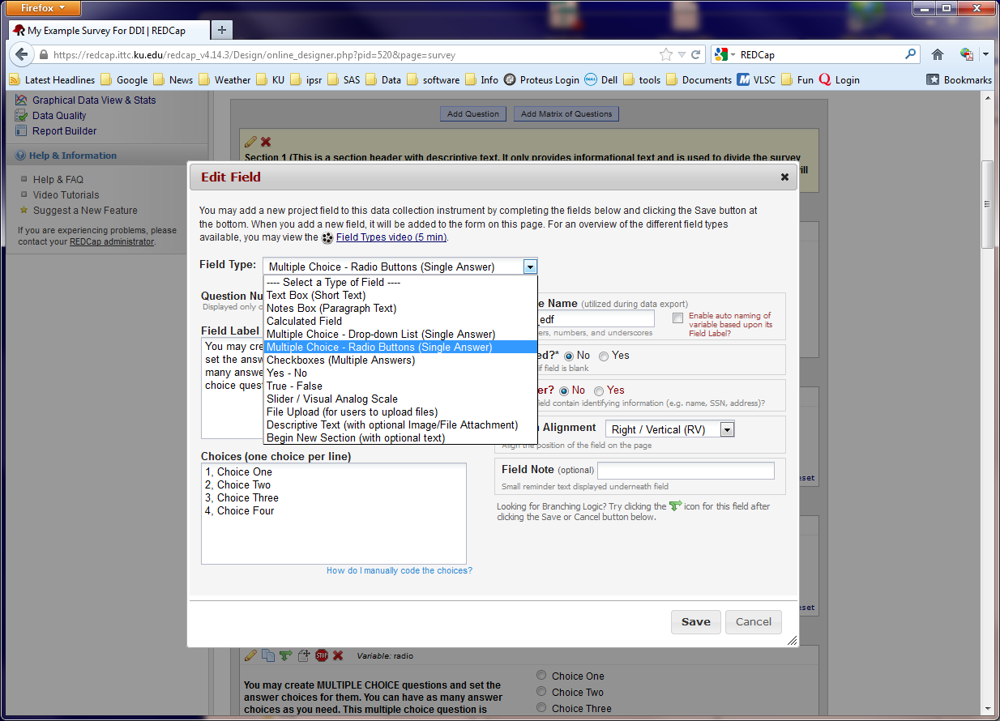 Firefox
My Example Survey For DDI | REDCap
https://redcap.ittc.ku.edu/redcap_v4.14.3/Design/online_designer.php?pid=520&page=survey
REDCap
Latest Headlines Google News Weather KU ipsr SAS Data software Info Proteus Login Dell tools Documents VLSC Fun Login Bookmarks
Graphical Data View & Stats
Data Quality
Report Builder
Help & Information
Help & FAQ
Video Tutorials
Suggest a New Feature
If you are experiencing problems, please
contact your REDCap administrator.
Add Question Add Matrix of Questions
Section 1 (This is a section header with descriptive text. It only provides informational text and is used to divide the survey
will
Edit Field
You may add a new project field to this data collection instrument by completing the fields below and clicking the Save button at
the bottom. When you add a new field, it will be added to the form on this page. For an overview of the different field types
available, you may view the Field Types video (5 min).
Field Type: Multiple Choice - Radio Buttons (Single Answer)
---- Select a Type of Field ----
Text Box (Short Text)
Notes Box (Paragraph Text)
Calculated Field
Multiple Choice - Drop-down List (Single Answer)
Multiple Choice - Radio Buttons (Single Answer)
Checkboxes (Multiple Answers)
Yes - No
True - False
Slider / Visual Analog Scale
File Upload (for users to upload files)
Descriptive Text (with optional Image/File Attachment)
Begin New Section (with optional text)
Question Nu
Displayed only
Field Label
You may cre
set the answ
many answe
choice ques
Choices (one choice per line)
1, Choice One
2, Choice Two
3, Choice Three
4, Choice Four
How do I manually code the choices?
e Name (utilized during data export)
_edf
ers, numbers, and underscores
Enable auto naming of
variable based upon its
Field Label?
ed?* No Yes
if field is blank
er? No Yes
field contain identifying information (e.g. name, SSN, address)?
Alignment Right / Vertical (RV)
Align the position of the field on the page
Field Note (optional)
Small reminder text displayed underneath field
Looking for Branching Logic? Try clicking the icon for this field after
clicking the Save or Cancel button below.
eset
eset
Save Cancel
STOP Variable: radio
You may create MULTIPLE CHOICE questions and set the
answer choices for them. You can have as many answer
choices as you need. This multiple choice question is
Choice One
Choice Two
Choice Three